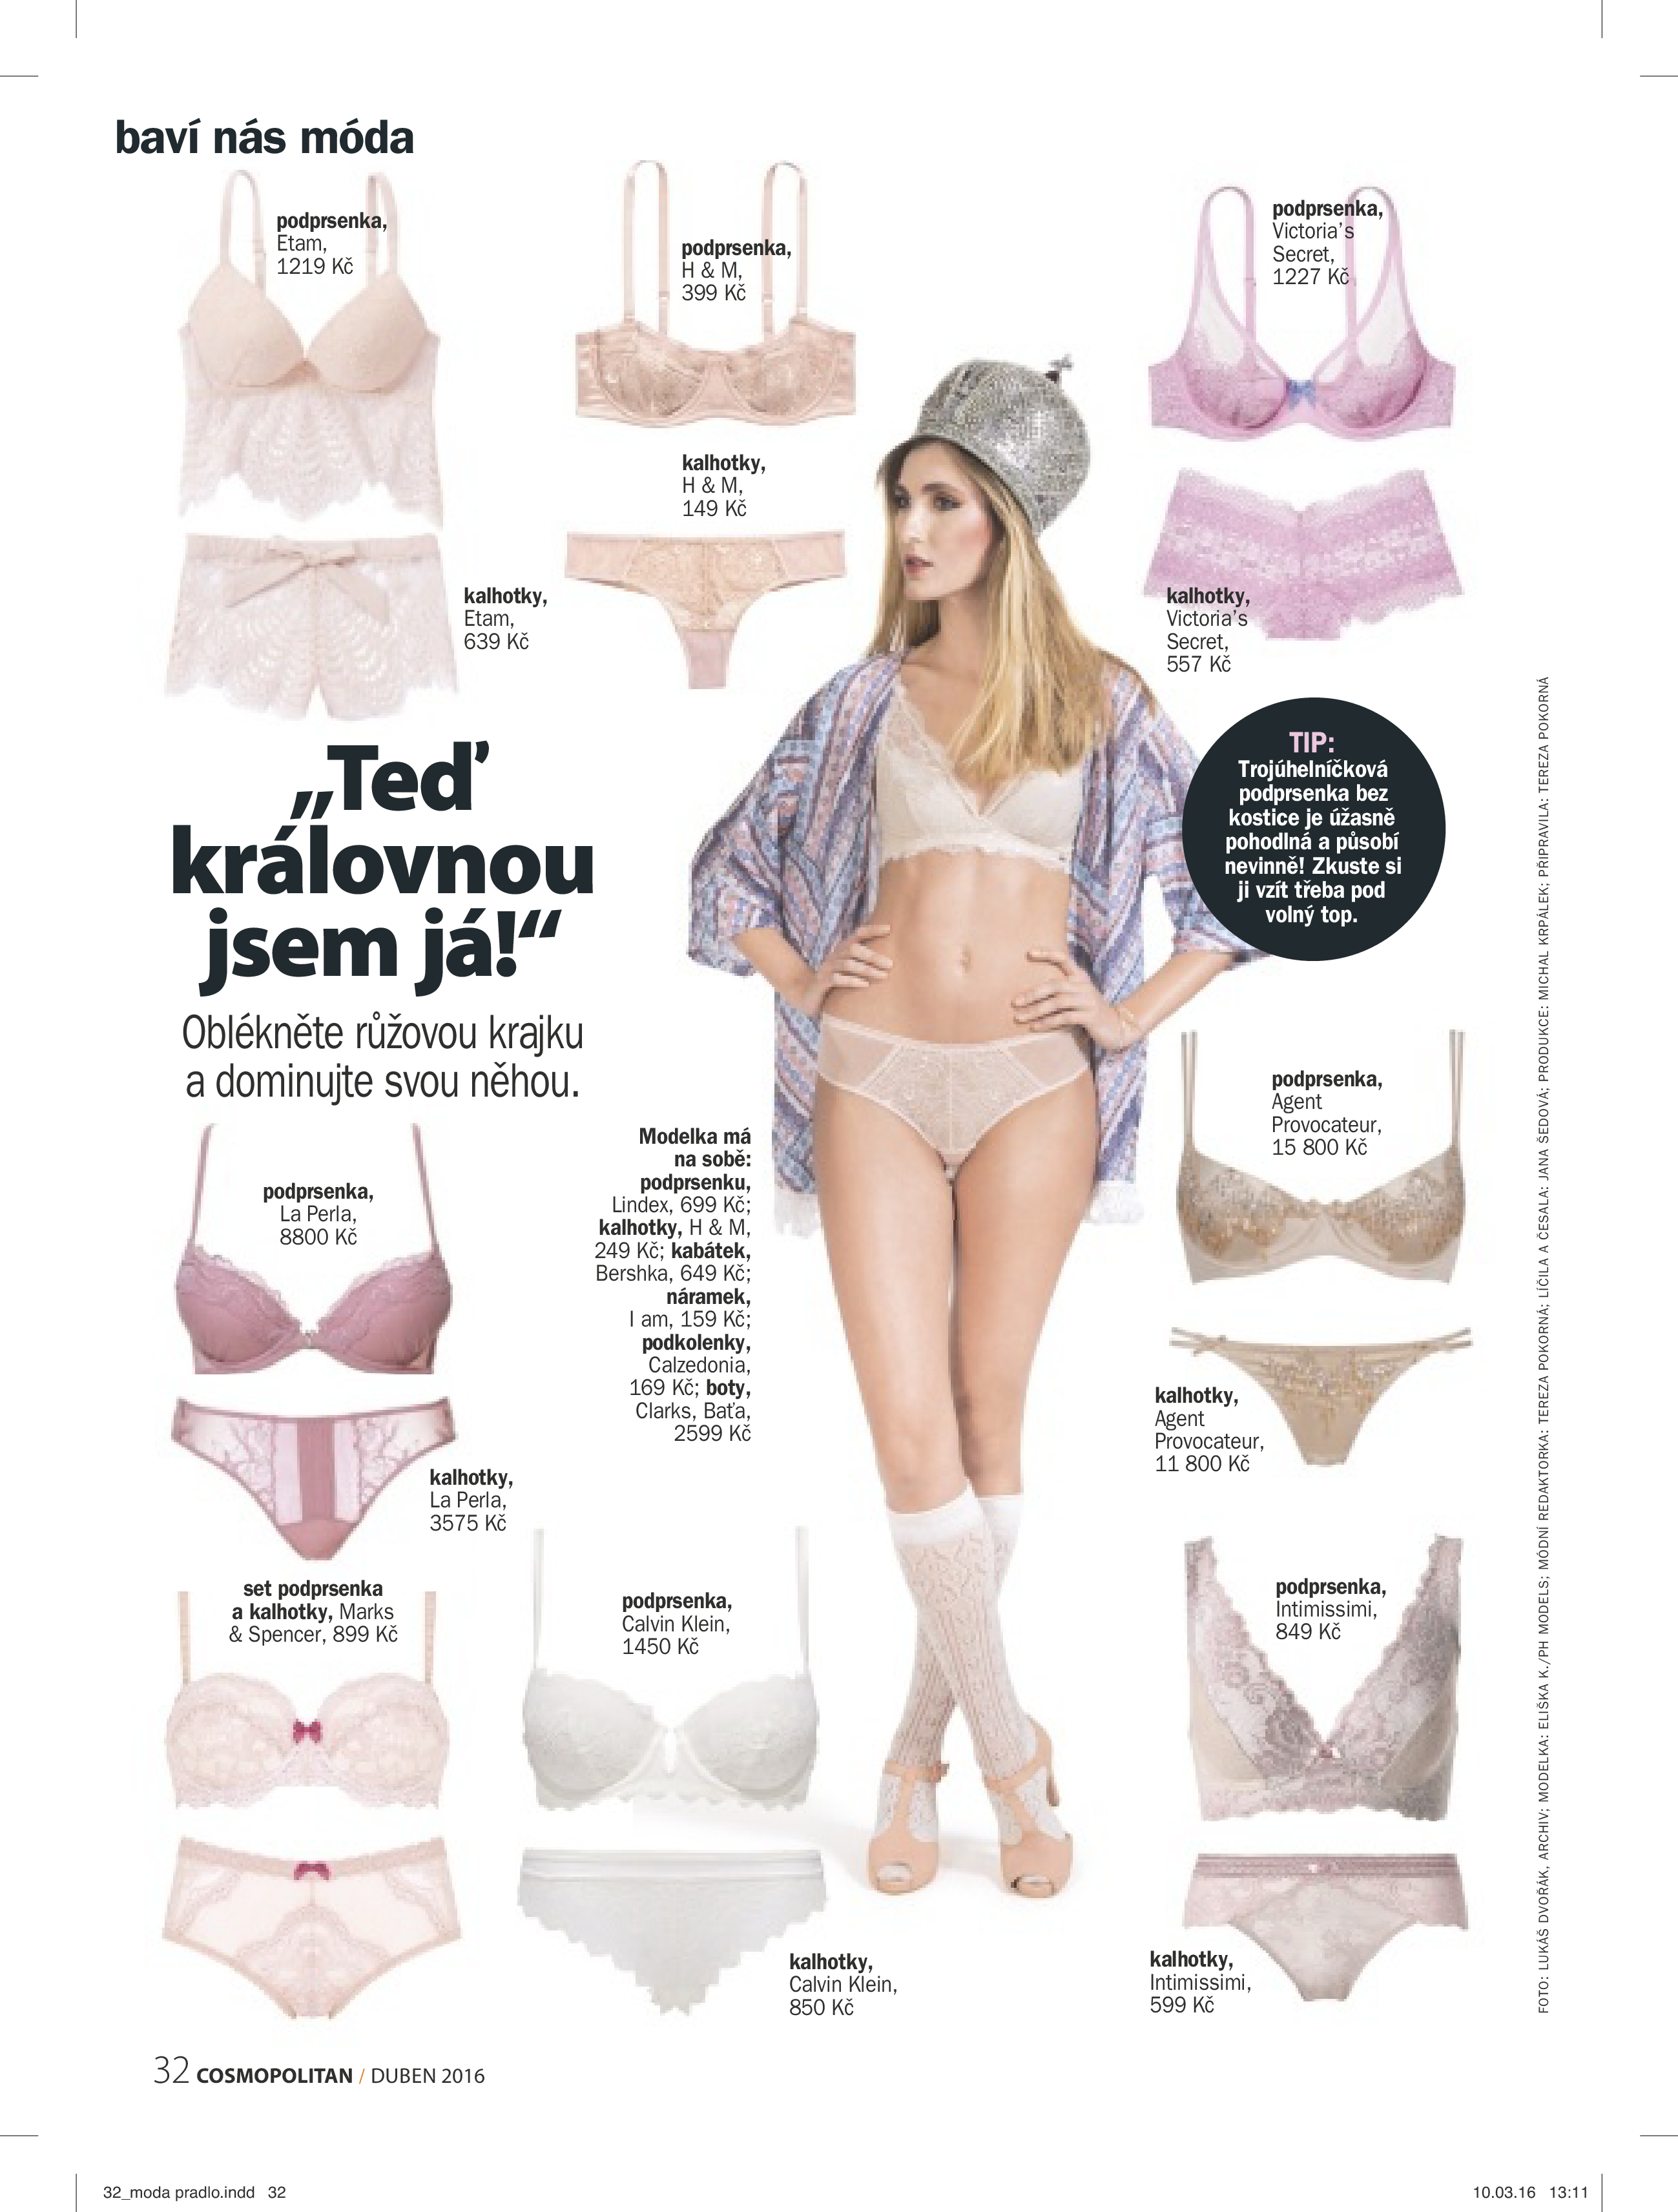 baví nás móda
podprsenka,
Etam,
1219 Kč
podprsenka,
H & M,
399 Kč
podprsenka,
Victoria’s
Secret,
1227 Kč
kalhotky,
H & M,
149 Kč
kalhotky,
Etam,
639 Kč
kalhotky,
Victoria’s
Secret,
557 Kč
„Teď
královnou
jsem já!“
Oblékněte růžovou krajku
a dominujte svou něhou.
TIP:
Trojúhelníčková
podprsenka bez
kostice je úžasně
pohodlná a působí
nevinně! Zkuste si
ji vzít třeba pod
volný top.
podprsenka,
La Perla,
8800 Kč
Modelka má
na sobě:
podprsenku,
Lindex, 699 Kč;
kalhotky, H & M,
249 Kč; kabátek,
Bershka, 649 Kč;
náramek,
I am, 159 Kč;
podkolenky,
Calzedonia,
169 Kč; boty,
Clarks, Baťa,
2599 Kč
podprsenka,
Agent
Provocateur,
15 800 Kč
kalhotky,
Agent
Provocateur,
11 800 Kč
kalhotky,
La Perla,
3575 Kč
set podprsenka
a kalhotky, Marks
& Spencer, 899 Kč
podprsenka,
Calvin Klein,
1450 Kč
podprsenka,
Intimissimi,
849 Kč
kalhotky,
Calvin Klein,
850 Kč
kalhotky,
Intimissimi,
599 Kč
FOTO: LUKÁŠ DVOŘÁK, ARCHIV; MODELKA: ELIŠKA K./PH MODELS; MÓDNÍ REDAKTORKA: TEREZA POKORNÁ; LÍČILA A ČESALA: JANA ŠEDOVÁ; PRODUKCE: MICHAL KRPÁLEK; PŘIPRAVILA: TEREZA POKORNÁ
32 COSMOPOLITAN / DUBEN 2016
32_moda pradlo.indd 32
10.03.16 13:11